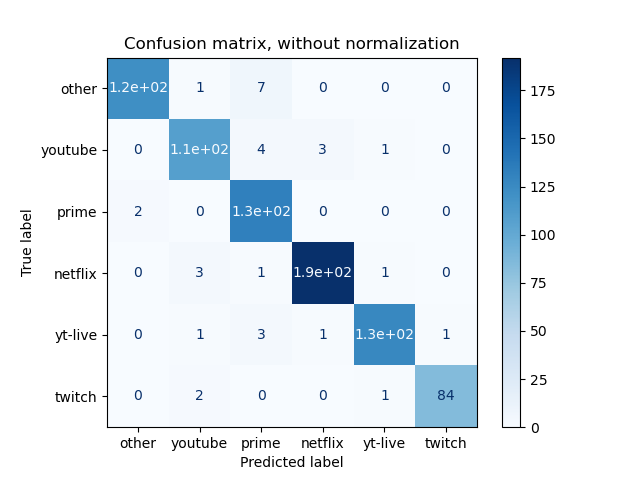 Confusion matrix, without normalization
other 1.2e+02 1 7 0 0 0
youtube 0 1.1e+02 4 3 1 0
prime 2 0 1.3e+02 0 0 0
netflix 0 3 1 1.9e+02 1 0
yt-live 0 1 3 1 1.3e+02 1
twitch 0 2 0 0 1 84
other youtube prime netflix yt-live twitch
Predicted label
True label
175
150
125
100
75
50
25
0